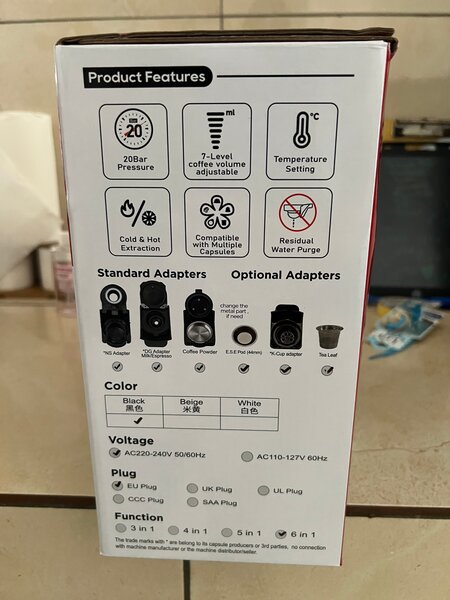 Product Features
20
20Bar
Pressure
ml
7-Level
coffee volume
adjustable
°C
Temperature
Setting
Cold & Hot
Extraction
Compatible
with Multiple
Capsules
Residual
Water Purge
Standard Adapters
Optional Adapters
change the
metal part ,
if need
*NS Adapter
*DG Adapter
Milk/Espresso
Coffee Powder
E.S.E Pod (44mm)
*K-Cup adapter
Tea Leaf
Color
Black Beige White
黑色 米黄 白色
Voltage
AC220-240V 50/60Hz
AC110-127V 60Hz
Plug
EU Plug
UK Plug
UL Plug
CCC Plug
SAA Plug
Function
3 in 1
4 in 1
5 in 1
6 in 1
The trade marks with * are belong to its capsule producers or 3rd parties, no connection
with machine manufacturer or the machine distributor/seller.